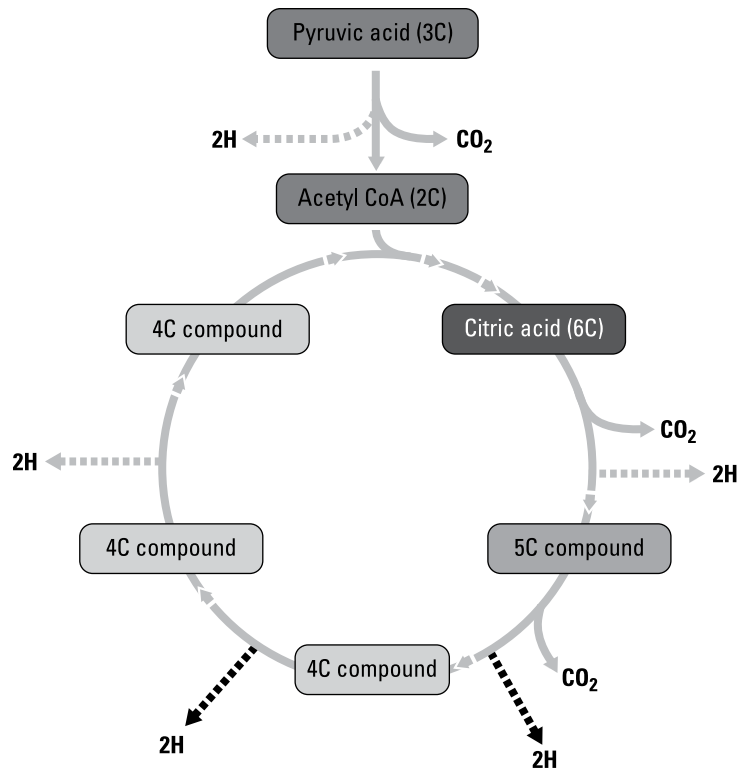 Pyruvic acid (3C)
2H
CO₂
Acetyl CoA (2C)
4C compound
Citric acid (6C)
CO₂
2H
2H
4C compound
5C compound
4C compound
CO₂
2H
2H